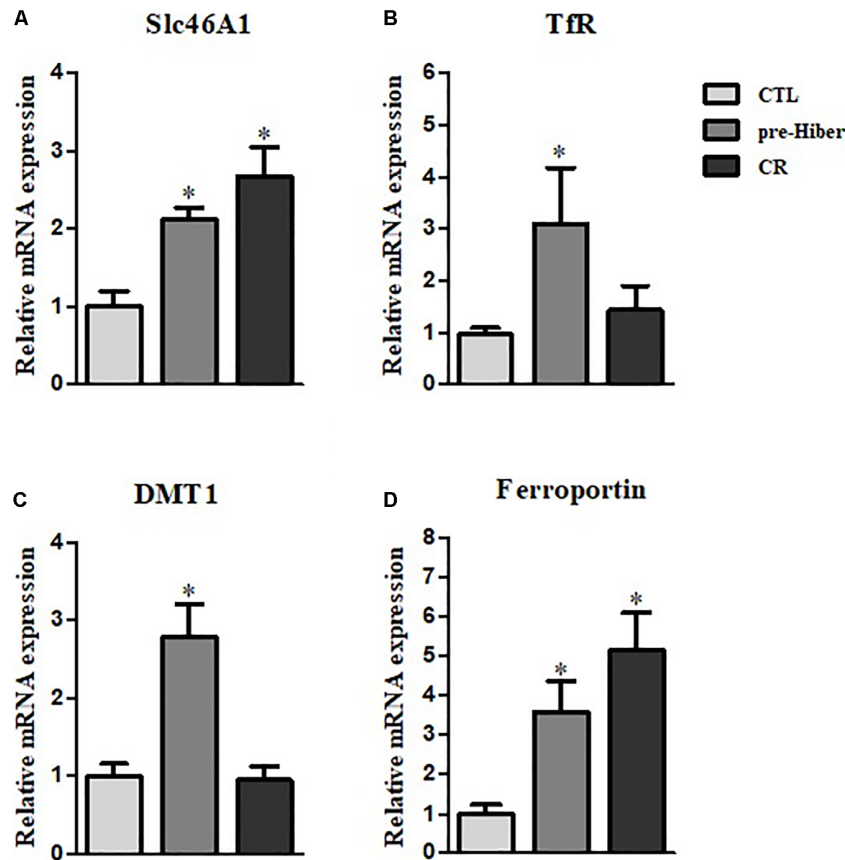 A
Slc46A1
Relative mRNA expression
4
3
2
1
0
*
*
B
TfR
Relative mRNA expression
6
5
4
3
2
1
0
*
CTL
pre-Hiber
CR
C
DMT1
Relative mRNA expression
4
3
2
1
0
*
D
Ferroportin
Relative mRNA expression
8
7
6
5
4
3
2
1
0
*
*